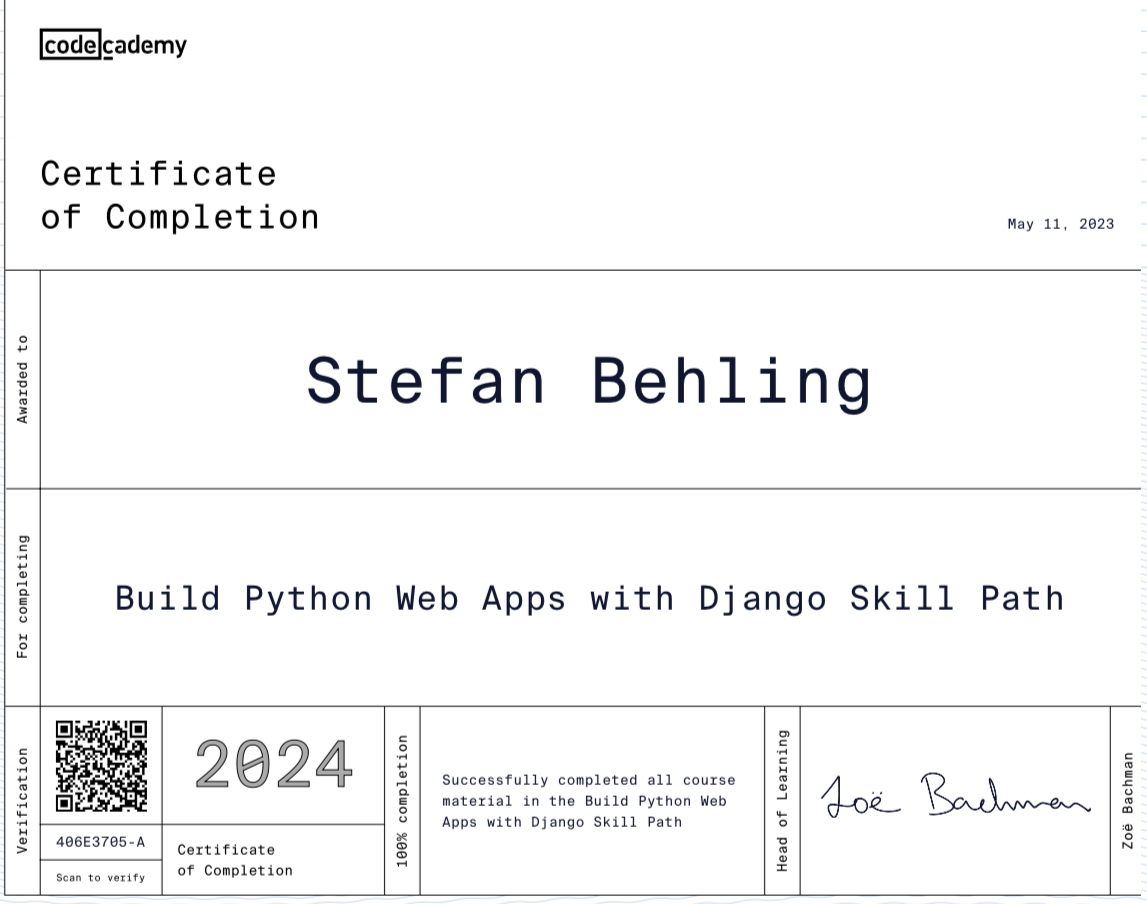 codecademy
Certificate
of Completion
May 11, 2023
Awarded to
Stefan Behling
For completing
Build Python Web Apps with Django Skill Path
Verification
406E3705-A
Scan to verify
2024
Certificate
of Completion
100% completion
Successfully completed all course
material in the Build Python Web
Apps with Django Skill Path
Head of Learning
Zoë Bachman
Zoë Bachman